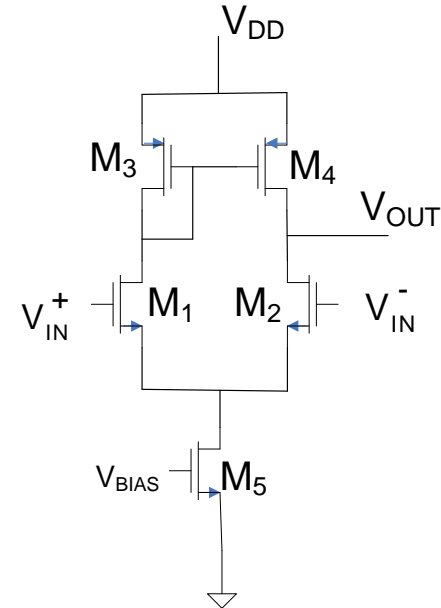 V_DD
M_3
M_4
V_OUT
V_IN^+
M_1
M_2
V_IN^-
V_BIAS
M_5